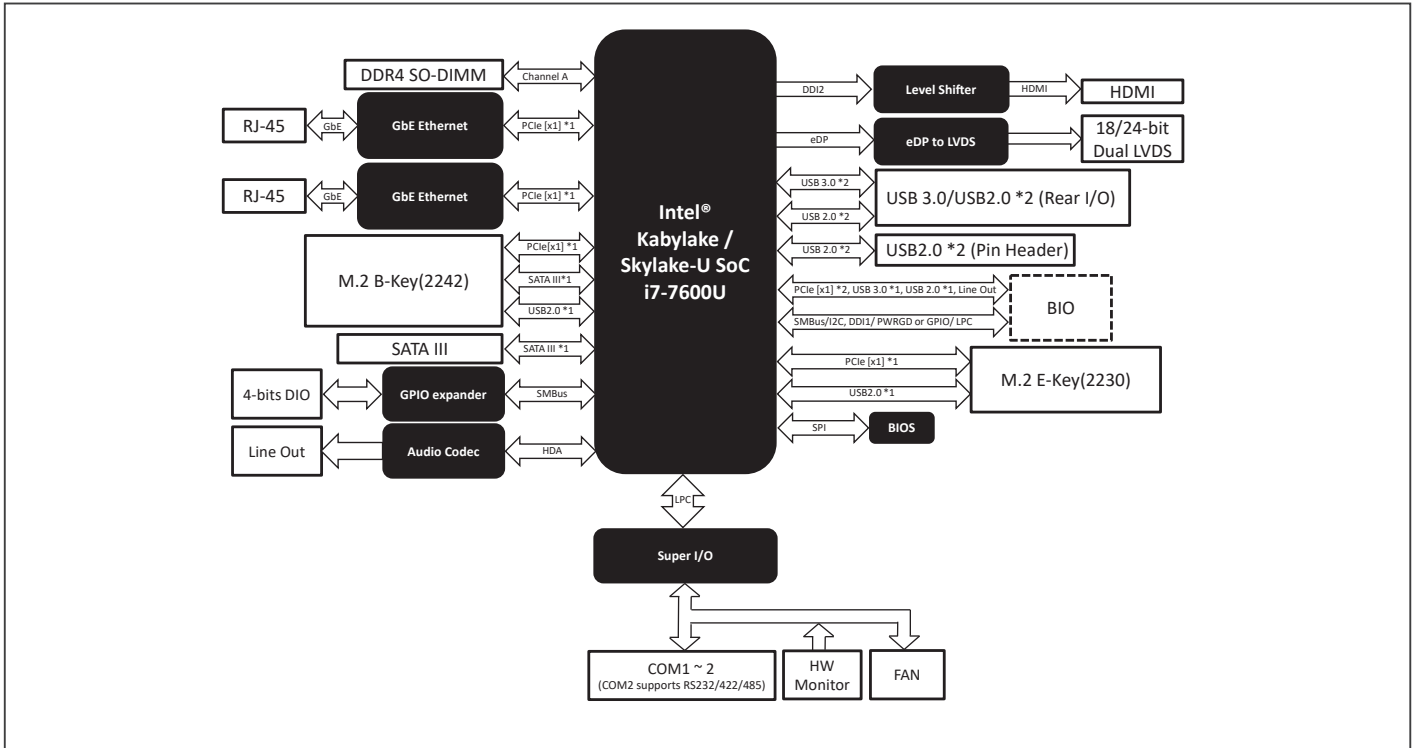 DDR4 SO-DIMM
Channel A
RJ-45
GbE
GbE Ethernet
PCIe [x1] *1
RJ-45
GbE
GbE Ethernet
PCIe [x1] *1
M.2 B-Key(2242)
PCIe[x1] *1
SATA III*1
USB2.0 *1
SATA III
SATA III *1
4-bits DIO
GPIO expander
SMBus
Line Out
Audio Codec
HDA
Intel®
Kabylake /
Skylake-U SoC
i7-7600U
DDI2
Level Shifter
HDMI
HDMI
eDP
eDP to LVDS
18/24-bit
Dual LVDS
USB 3.0 *2
USB 2.0 *2
USB 3.0/USB2.0 *2 (Rear I/O)
USB 2.0 *2
USB2.0 *2 (Pin Header)
PCIe [x1] *2, USB 3.0 *1, USB 2.0 *1, Line Out
SMBus/I2C, DDI1/ PWRGD or GPIO/ LPC
BIO
PCIe [x1] *1
USB2.0 *1
M.2 E-Key(2230)
SPI
BIOS
LPC
Super I/O
COM1 ~ 2
(COM2 supports RS232/422/485)
HW
Monitor
FAN